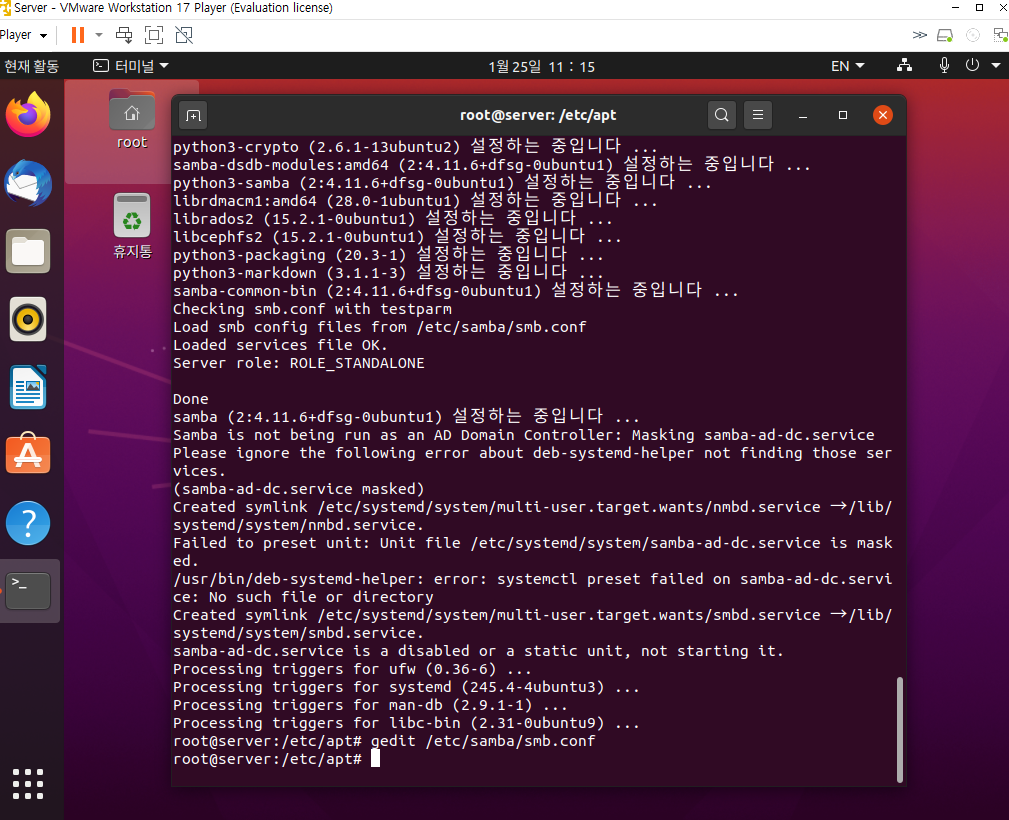 Server - VMware Workstation 17 Player (Evaluation license)
Player
현재 활동
터미널
1월 25일 11 : 15
EN
root
휴지통
root@server: /etc/apt
python3-crypto (2.6.1-13ubuntu2) 설정하는 중입니다 ...
samba-dsdb-modules:amd64 (2:4.11.6+dfsg-0ubuntu1) 설정하는 중입니다 ...
python3-samba (2:4.11.6+dfsg-0ubuntu1) 설정하는 중입니다 ...
librdmacm1:amd64 (28.0-1ubuntu1) 설정하는 중입니다 ...
librados2 (15.2.1-0ubuntu1) 설정하는 중입니다 ...
libcephfs2 (15.2.1-0ubuntu1) 설정하는 중입니다 ...
python3-packaging (20.3-1) 설정하는 중입니다 ...
python3-markdown (3.1.1-3) 설정하는 중입니다 ...
samba-common-bin (2:4.11.6+dfsg-0ubuntu1) 설정하는 중입니다 ...
Checking smb.conf with testparm
Load smb config files from /etc/samba/smb.conf
Loaded services file OK.
Server role: ROLE_STANDALONE
Done
samba (2:4.11.6+dfsg-0ubuntu1) 설정하는 중입니다 ...
Samba is not being run as an AD Domain Controller: Masking samba-ad-dc.service
Please ignore the following error about deb-systemd-helper not finding those ser
vices.
(samba-ad-dc.service masked)
Created symlink /etc/systemd/system/multi-user.target.wants/nmbd.service →/lib/
systemd/system/nmbd.service.
Failed to preset unit: Unit file /etc/systemd/system/samba-ad-dc.service is mask
ed.
/usr/bin/deb-systemd-helper: error: systemctl preset failed on samba-ad-dc.servi
ce: No such file or directory
Created symlink /etc/systemd/system/multi-user.target.wants/smbd.service →/lib/
systemd/system/smbd.service.
samba-ad-dc.service is a disabled or a static unit, not starting it.
Processing triggers for ufw (0.36-6) ...
Processing triggers for systemd (245.4-4ubuntu3) ...
Processing triggers for man-db (2.9.1-1) ...
Processing triggers for libc-bin (2.31-0ubuntu9) ...
root@server:/etc/apt# gedit /etc/samba/smb.conf
root@server:/etc/apt#